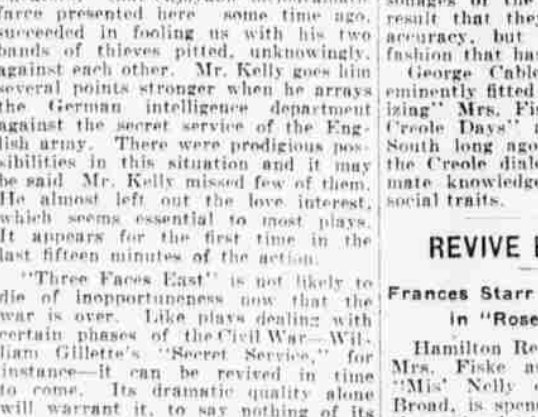 farce presented here some time ago,
succeeded in fooling us with his two
bands of thieves pitted, unknowingly,
against each other. Mr. Kelly goes him
several points stronger when he arrays
the German intelligence department
against the secret service of the Eng-
lish army. There were prodigious pos-
sibilities in this situation and it may
be said Mr. Kelly missed few of them.
He almost left out the love interest,
which seems essential to most plays.
It appears for the first time in the
last fifteen minutes of the action.
"Three Faces East" is not likely to
die of inopportuneness now that the
war is over. Like plays dealing with
certain phases of the Civil War—Wil-
liam Gillette's "Secret Service," for
instance—it can be revived in time
to come. Its dramatic quality alone
will warrant it, to say nothing of its
sonages of the
result that they
accuracy, but
fashion that ha
George Cable
eminently fitted
izing" Mrs. Fis
Creole Days" a
South long ago
the Creole diale
mate knowledge
social traits.
REVIVE
Frances Starr
in "Rose
Hamilton Re
Mrs. Fiske a
"Mis' Nelly o
Broad, is spen